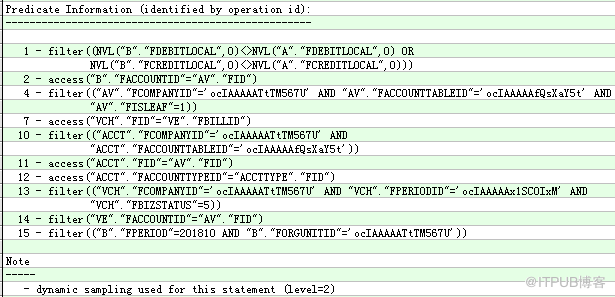 Predicate Information (identified by operation id):
---------------------------------------------------
1 - filter((NVL("B"."FDEBITLOCAL",0)<>NVL("A"."FDEBITLOCAL",0) OR
NVL("B"."FCREDITLOCAL",0)<>NVL("A"."FCREDITLOCAL",0)))
2 - access("B"."FACCOUNTID"="AV"."FID")
4 - filter(("AV"."FCOMPANYID"='ocIAAAAATtTM567U' AND "AV"."FACCOUNTTABLEID"='ocIAAAAAfQsXaY5t' AND
"AV"."FISLEAF"=1))
7 - access("VCH"."FID"="VE"."FBILLID")
10 - filter(("ACCT"."FCOMPANYID"='ocIAAAAATtTM567U' AND
"ACCT"."FACCOUNTTABLEID"='ocIAAAAAfQsXaY5t'))
11 - access("ACCT"."FID"="AV"."FID")
12 - access("ACCT"."FACCOUNTTYPEID"="ACCTTYPE"."FID")
13 - filter(("VCH"."FCOMPANYID"='ocIAAAAATtTM567U' AND "VCH"."FPERIODID"='ocIAAAAAx1SCOIxM' AND
"VCH"."FBIZSTATUS"=5))
14 - filter("VE"."FACCOUNTID"="AV"."FID")
15 - filter(("B"."FPERIOD"=201810 AND "B"."FORGUNITID"='ocIAAAAATtTM567U'))
Note
-----
- dynamic sampling used for this statement (level=2)
@ITPUB博客